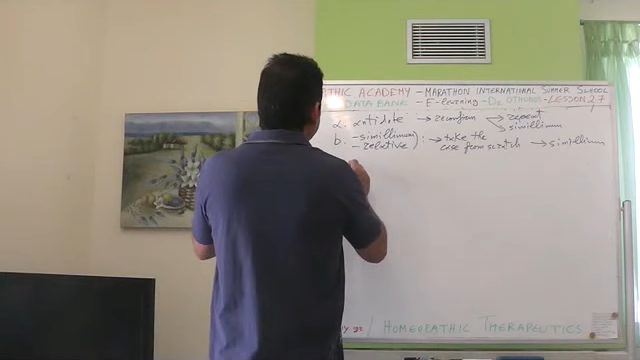 ATHIC ACADEMY - MARATHON INTERNATIONAL SUMMER SCHOOL
DATA BANK - E-learning - Dr OTHONOS - LESSON 27
a. antidote → reconfirm → repeat
→ simillimum
b. - simillimum
- relative ) : → take the case from scratch → simillimum
/ HOMEOPATHIC THERAPEUTICS